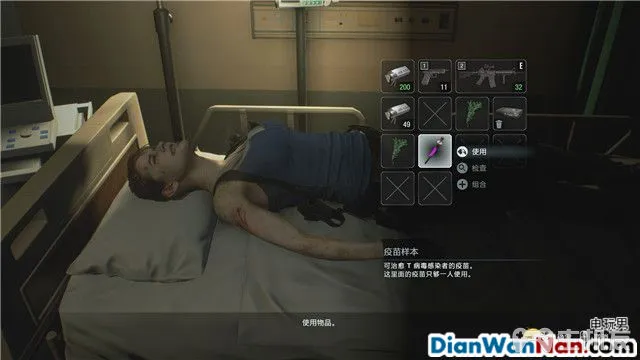 200
1
11
2
E
32
49
使用
检查
组合
疫苗样本
可治愈 T 病毒感染者的疫苗。
这里面的疫苗只够一人使用。
使用物品。
电玩男
DianWanNan.com